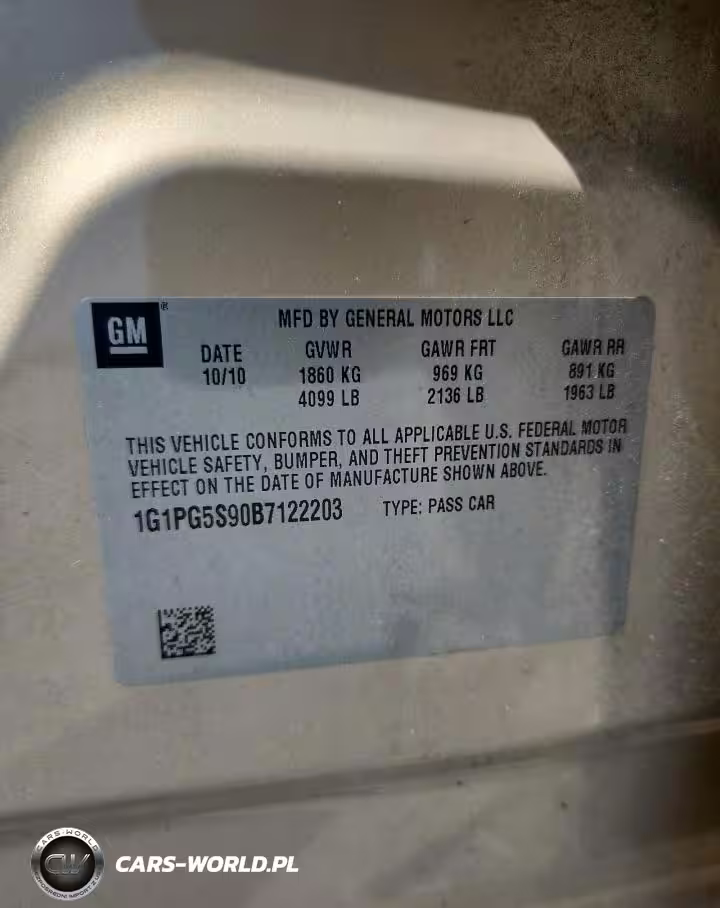 GM ®
MFD BY GENERAL MOTORS LLC
DATE GVWR GAWR FRT GAWR RR
10/10 1860 KG 969 KG 891 KG
4099 LB 2136 LB 1963 LB
THIS VEHICLE CONFORMS TO ALL APPLICABLE U.S. FEDERAL MOTOR
VEHICLE SAFETY, BUMPER, AND THEFT PREVENTION STANDARDS IN
EFFECT ON THE DATE OF MANUFACTURE SHOWN ABOVE.
1G1PG5S90B7122203 TYPE: PASS CAR
CARS-WORLD
CW
CARS-WORLD.PL